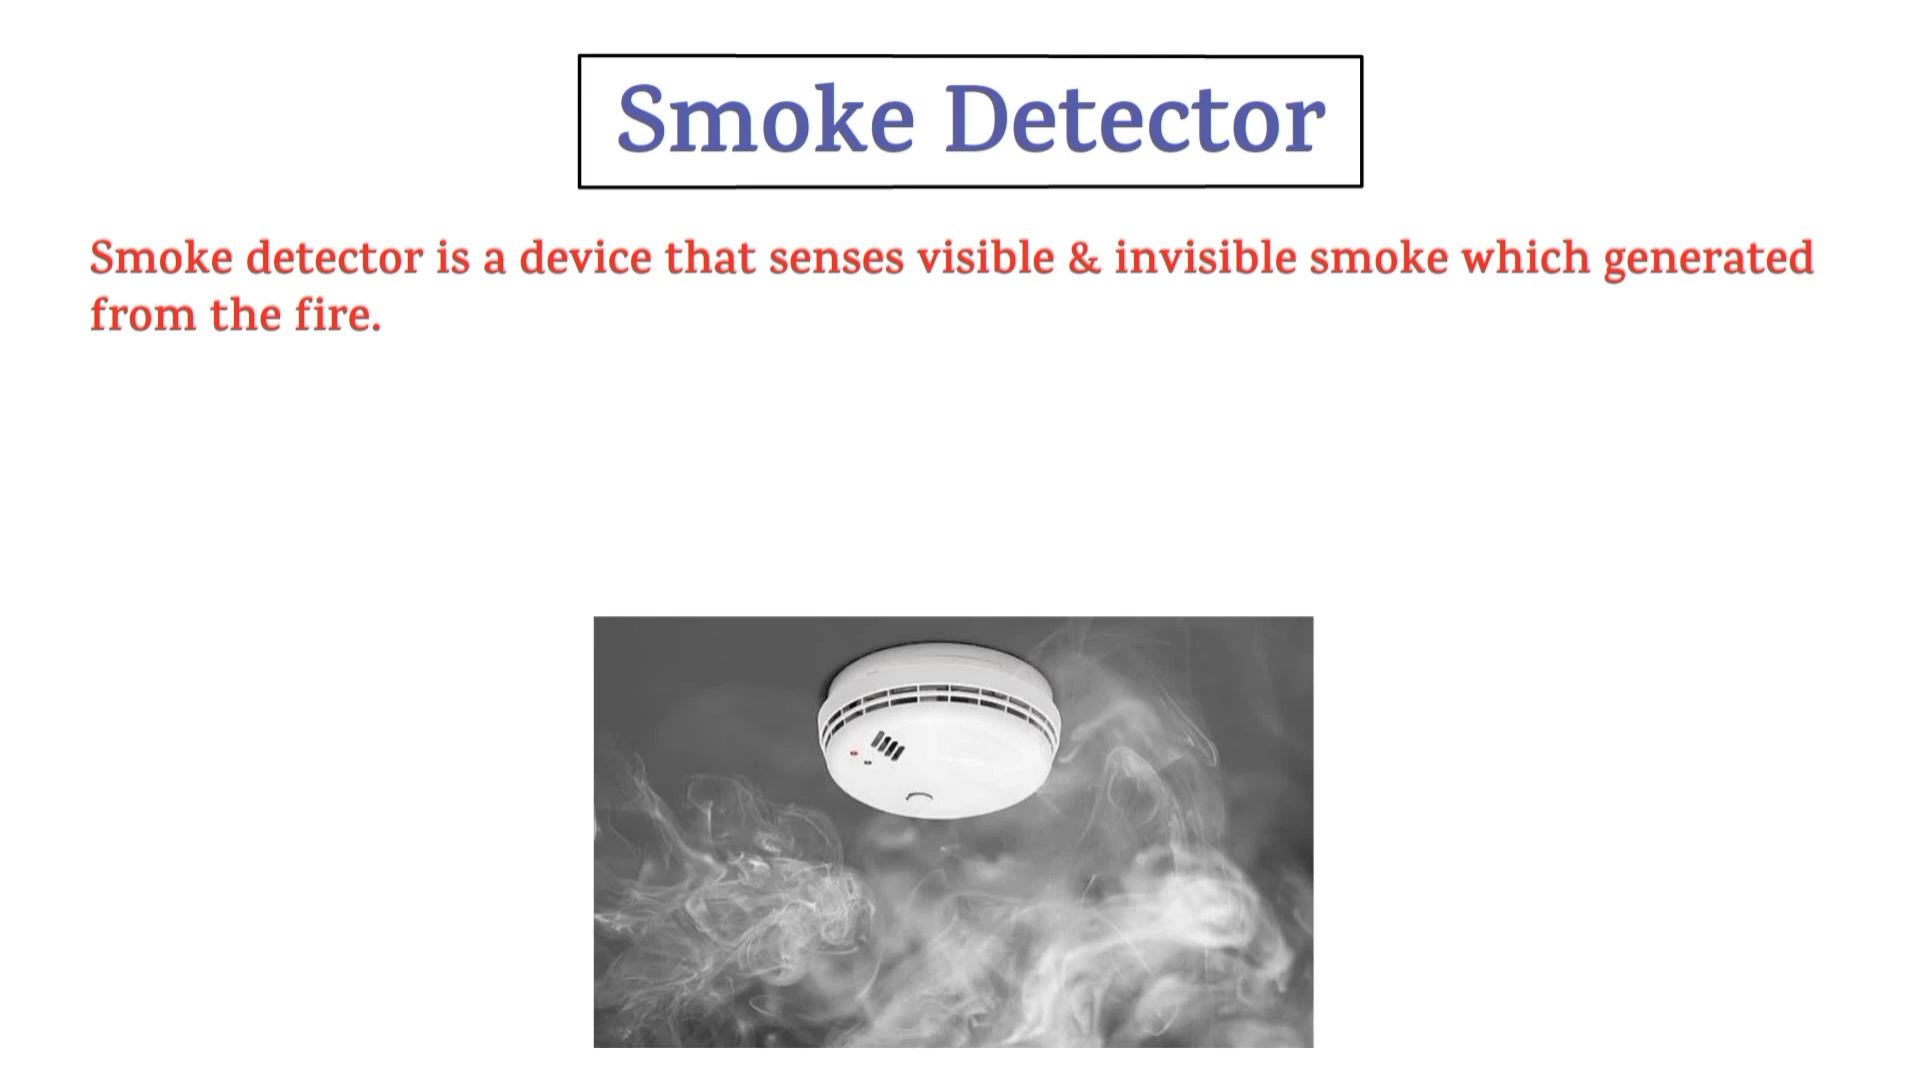 Smoke Detector
Smoke detector is a device that senses visible & invisible smoke which generated
from the fire.